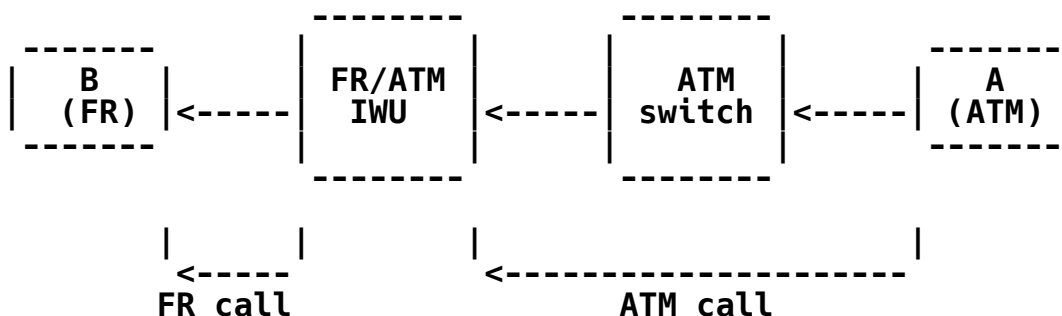 B FR/ATM ATM A
(FR) <----- IWU <----- switch <----- (ATM)
<----- <----------------------
FR call ATM call